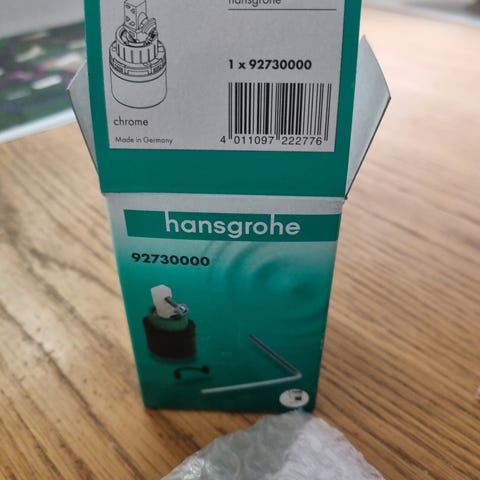 hansgrohe
1 x 92730000
chrome
Made in Germany
4 011097 222776
hansgrohe
92730000